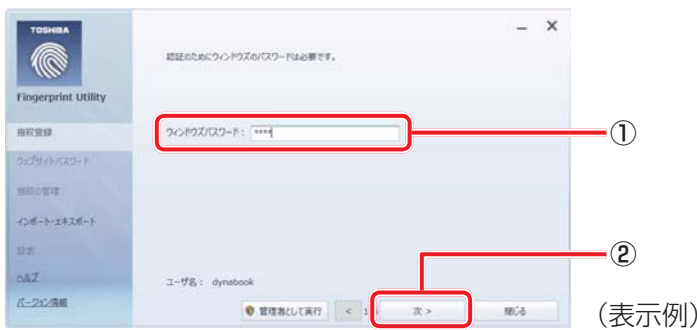 TOSHIBA
Fingerprint Utility
指紋登録
ウェブサイトパスワード
指紋の管理
インポート・エキスポート
設定
ヘルプ
バージョン情報
認証のためにウィンドウズのパスワードは必要です。
ウィンドウズパスワード： ****
①
ユーザ名： dynabook
管理者として実行
<
1
次 >
閉じる
②
（表示例）